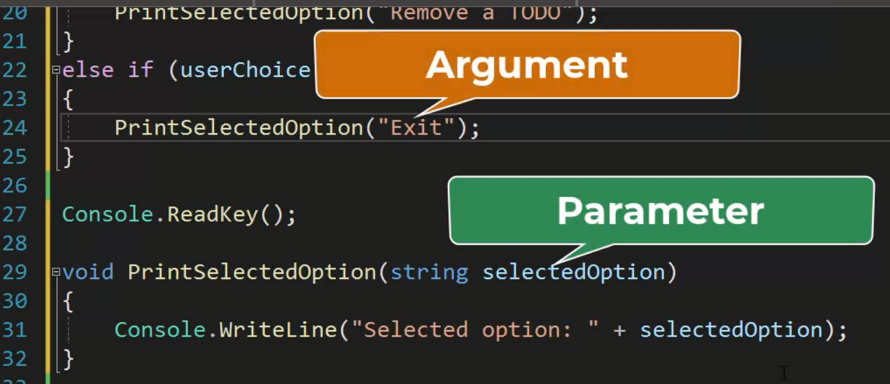 20 PrintSelectedOption("Remove a TODO");
21 }
22 else if (userChoice
Argument
23 {
24 PrintSelectedOption("Exit");
25 }
26
27 Console.ReadKey();
Parameter
28
29 void PrintSelectedOption(string selectedOption)
30 {
31 Console.WriteLine("Selected option: " + selectedOption);
32 }